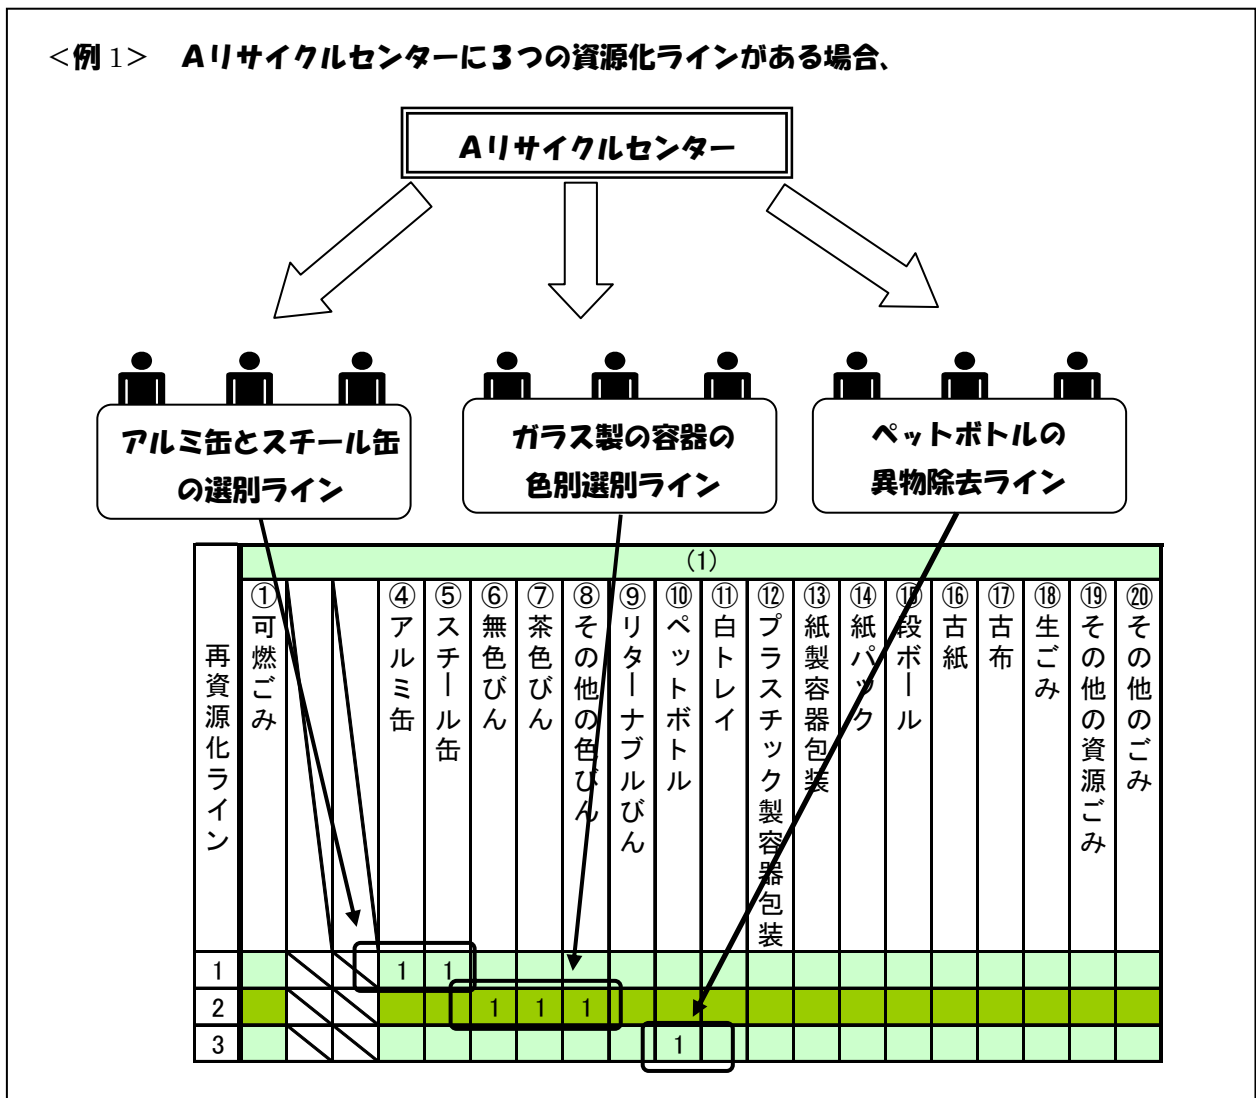 <例1>　Aリサイクルセンターに3つの資源化ラインがある場合、
Aリサイクルセンター
アルミ缶とスチール缶
の選別ライン
ガラス製の容器の
色別選別ライン
ペットボトルの
異物除去ライン
再資源化ライン
(1)
①可燃ごみ
④アルミ缶
⑤スチール缶
⑥無色びん
⑦茶色びん
⑧その他の色びん
⑨リターナブルびん
⑩ペットボトル
⑪白トレイ
⑫プラスチック製容器包装
⑬紙製容器包装
⑭紙パック
⑮段ボール
⑯古紙
⑰古布
⑱生ごみ
⑲その他の資源ごみ
⑳その他のごみ
1 1 1
2 1 1 1
3 1